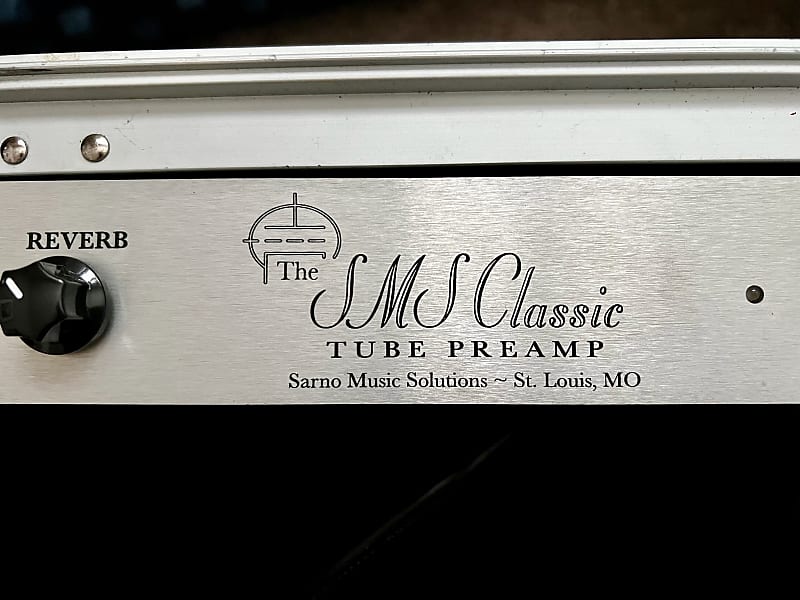 REVERB
The SMS Classic
TUBE PREAMP
Sarno Music Solutions ~ St. Louis, MO